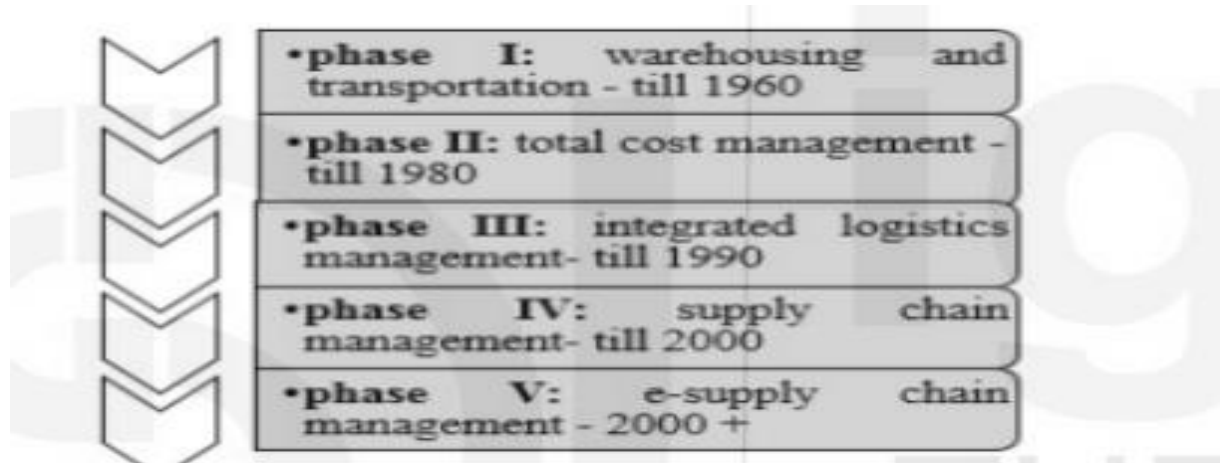 •phase I: warehousing and
transportation - till 1960
•phase II: total cost management -
till 1980
•phase III: integrated logistics
management- till 1990
•phase IV: supply chain
management- till 2000
•phase V: e-supply chain
management - 2000 +